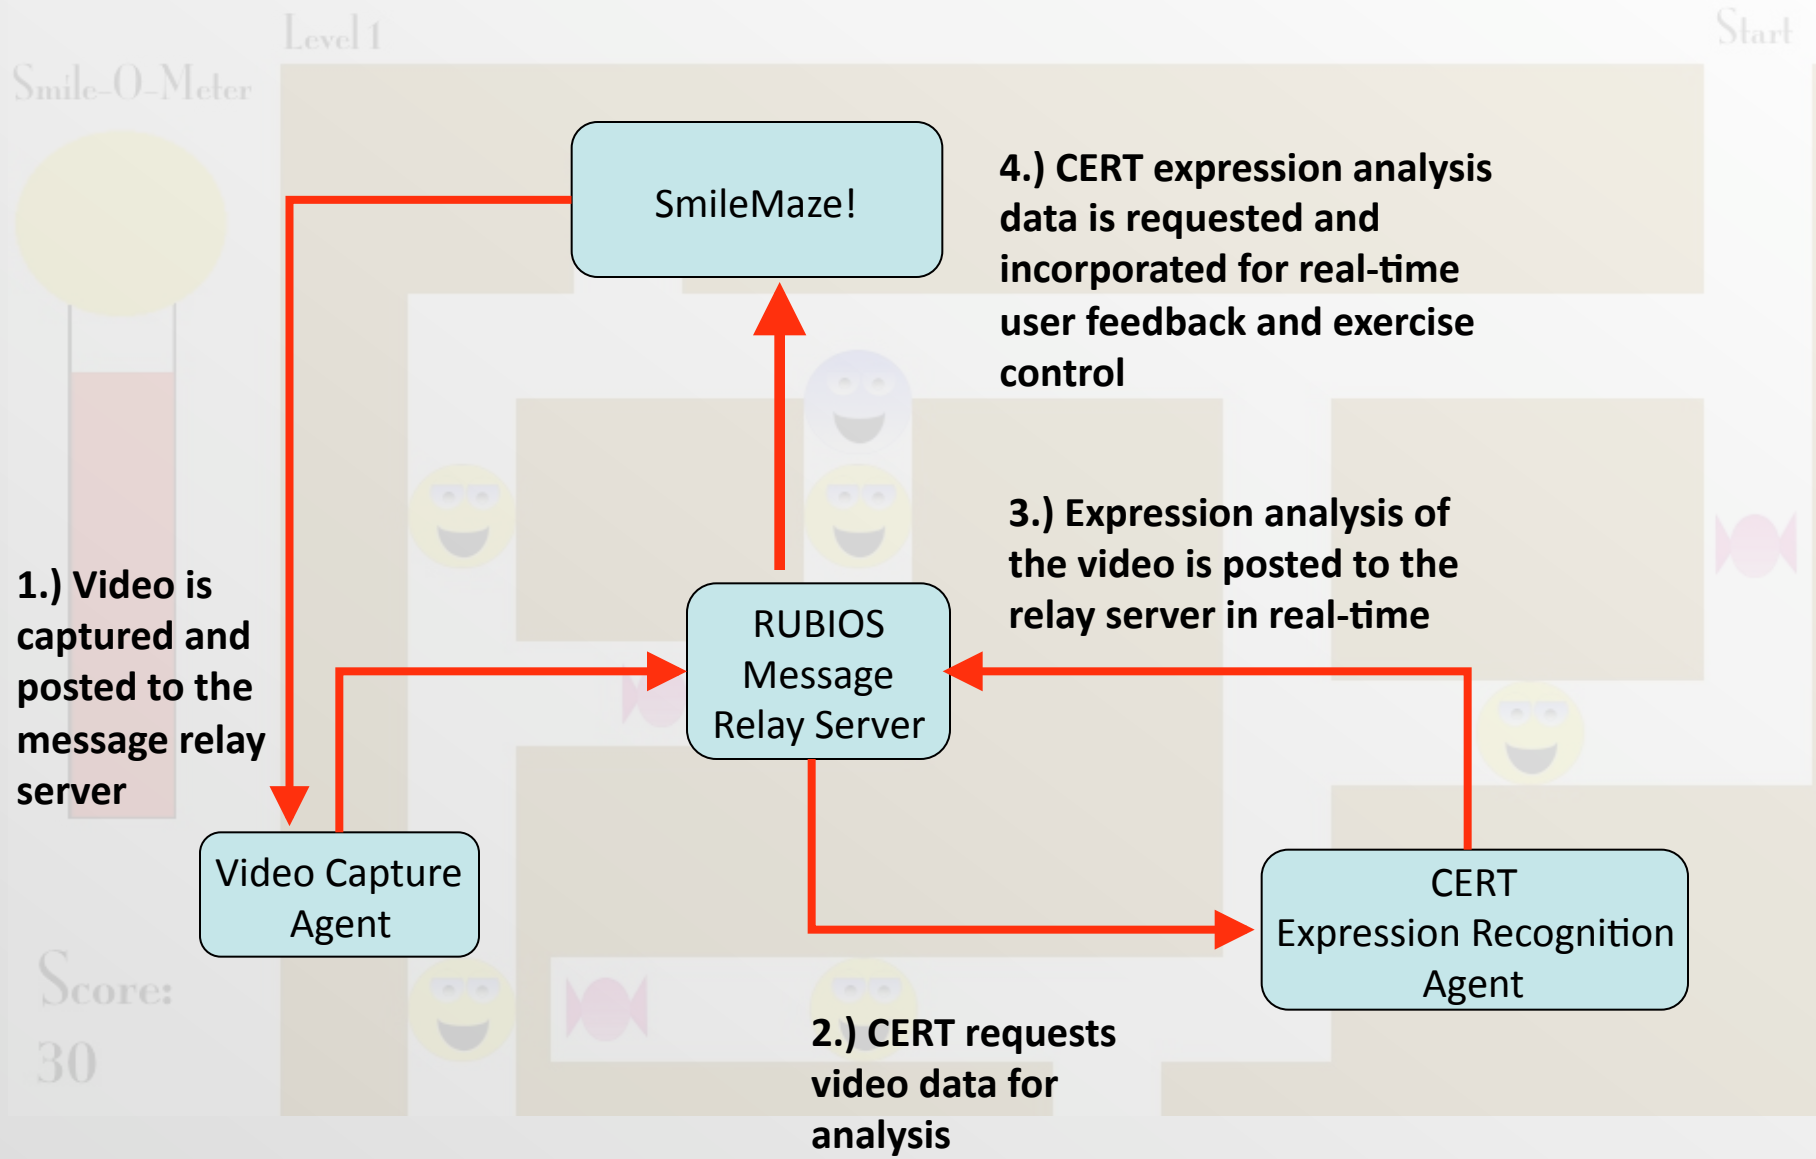 Level 1
Start
Smile-O-Meter
SmileMaze!
4.) CERT expression analysis
data is requested and
incorporated for real-time
user feedback and exercise
control
3.) Expression analysis of
the video is posted to the
relay server in real-time
1.) Video is
captured and
posted to the
message relay
server
RUBIOS
Message
Relay Server
Video Capture
Agent
CERT
Expression Recognition
Agent
Score:
30
2.) CERT requests
video data for
analysis